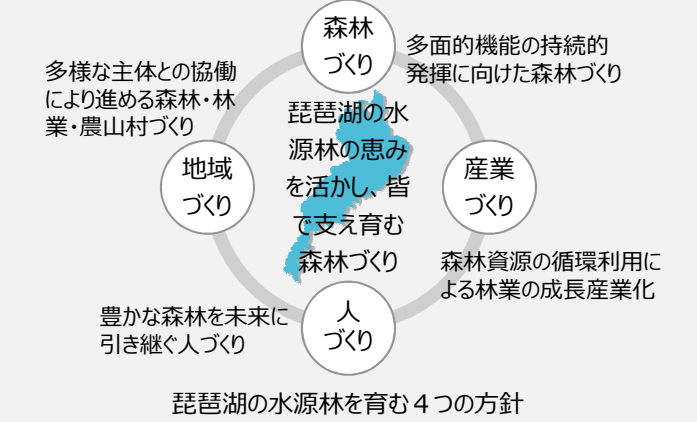 森林
づくり
多面的機能の持続的
発揮に向けた森林づくり
多様な主体との協働
により進める森林・林
業・農山村づくり
琵琶湖の水
源林の恵み
を活かし、皆
で支え育む
森林づくり
地域
づくり
産業
づくり
森林資源の循環利用に
よる林業の成長産業化
人
づくり
豊かな森林を未来に
引き継ぐ人づくり
琵琶湖の水源林を育む４つの方針